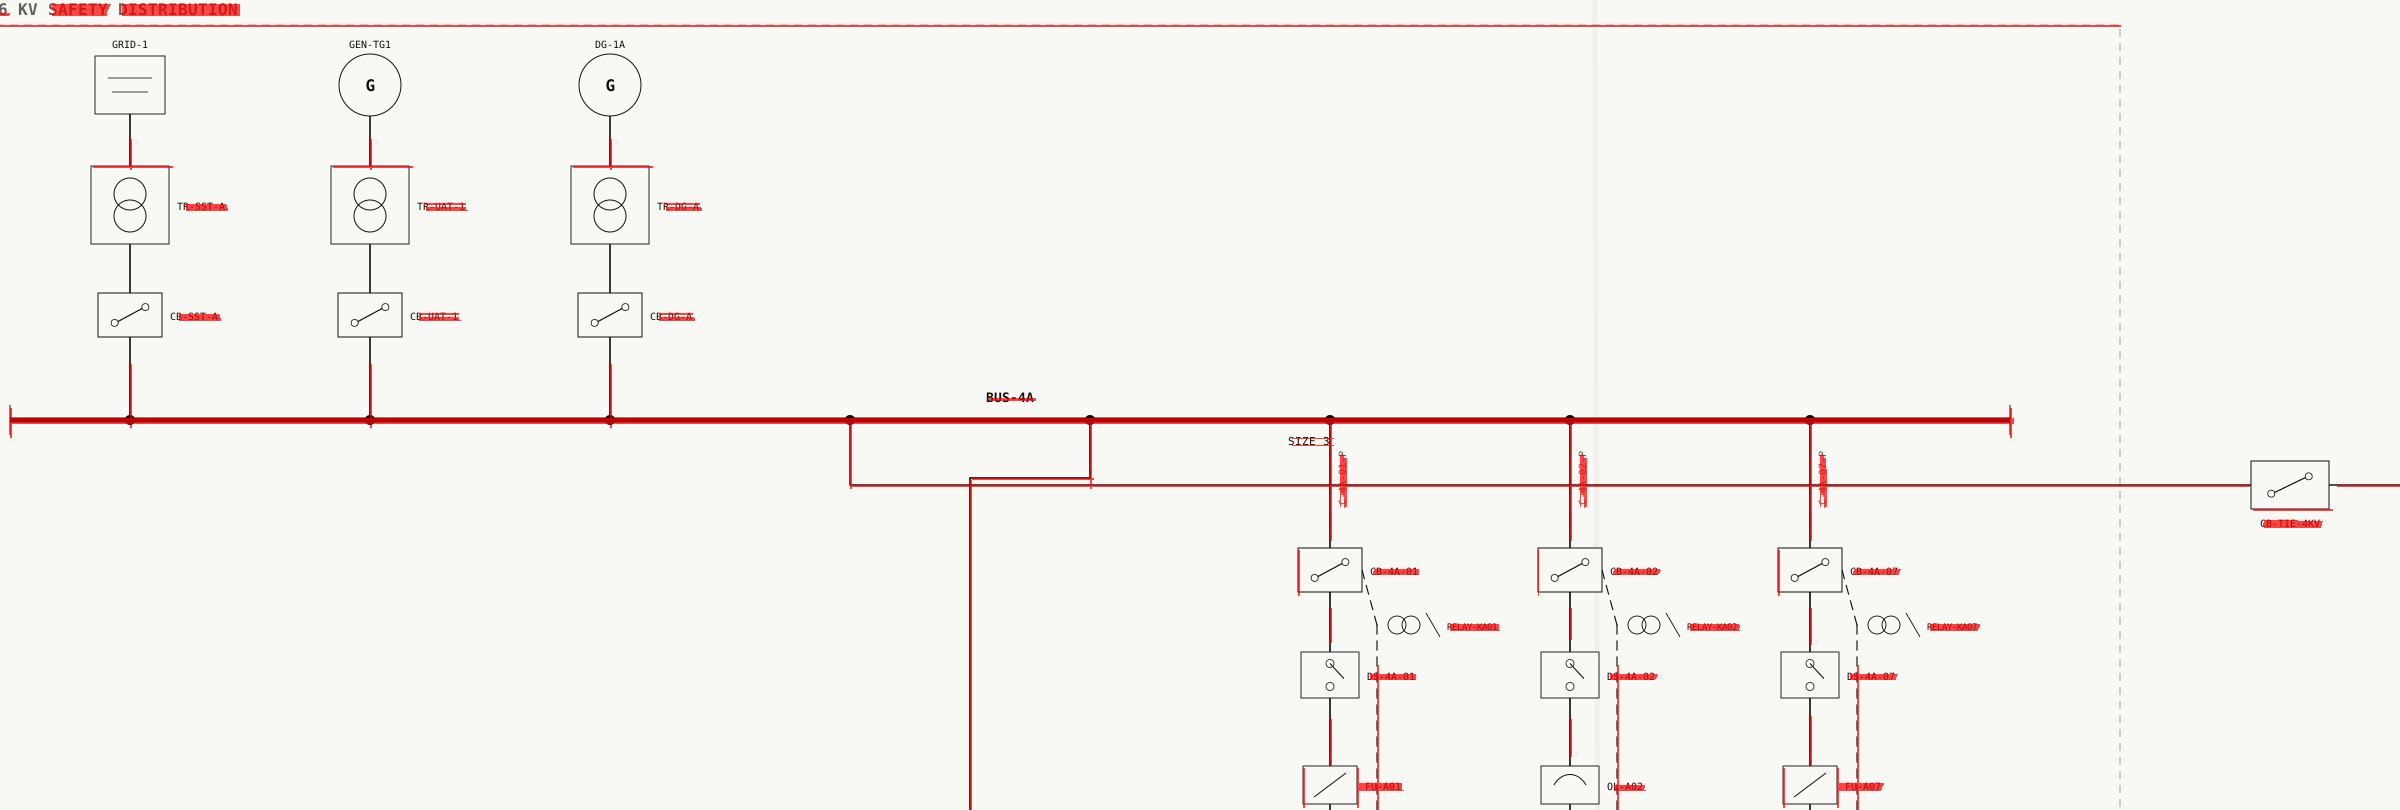 6 KV SAFETY DISTRIBUTION
GRID-1
GEN-TG1
DG-1A
G
G
TR-SST-A
TR-UAT-1
TR-DG-A
CB-SST-A
CB-UAT-1
CB-DG-A
BUS-4A
SIZE 3
CB-TIE-4KV
CB-4A-01
CB-4A-02
CB-4A-07
RELAY-KA01
RELAY-KA02
RELAY-KA07
DS-4A-01
DS-4A-02
DS-4A-07
FU-A01
OL-A02
FU-A07